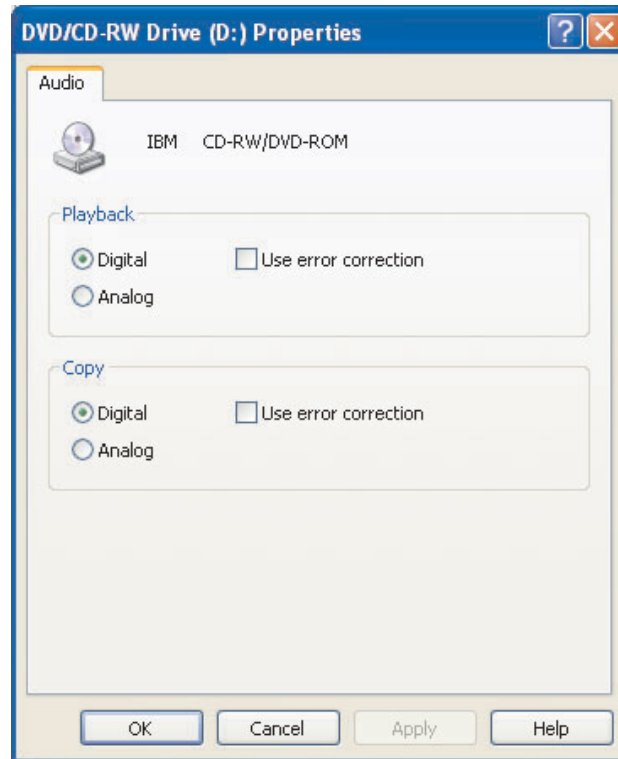 DVD/CD-RW Drive (D:) Properties
Audio
IBM CD-RW/DVD-ROM
Playback
Digital Use error correction
Analog
Copy
Digital Use error correction
Analog
OK Cancel Apply Help